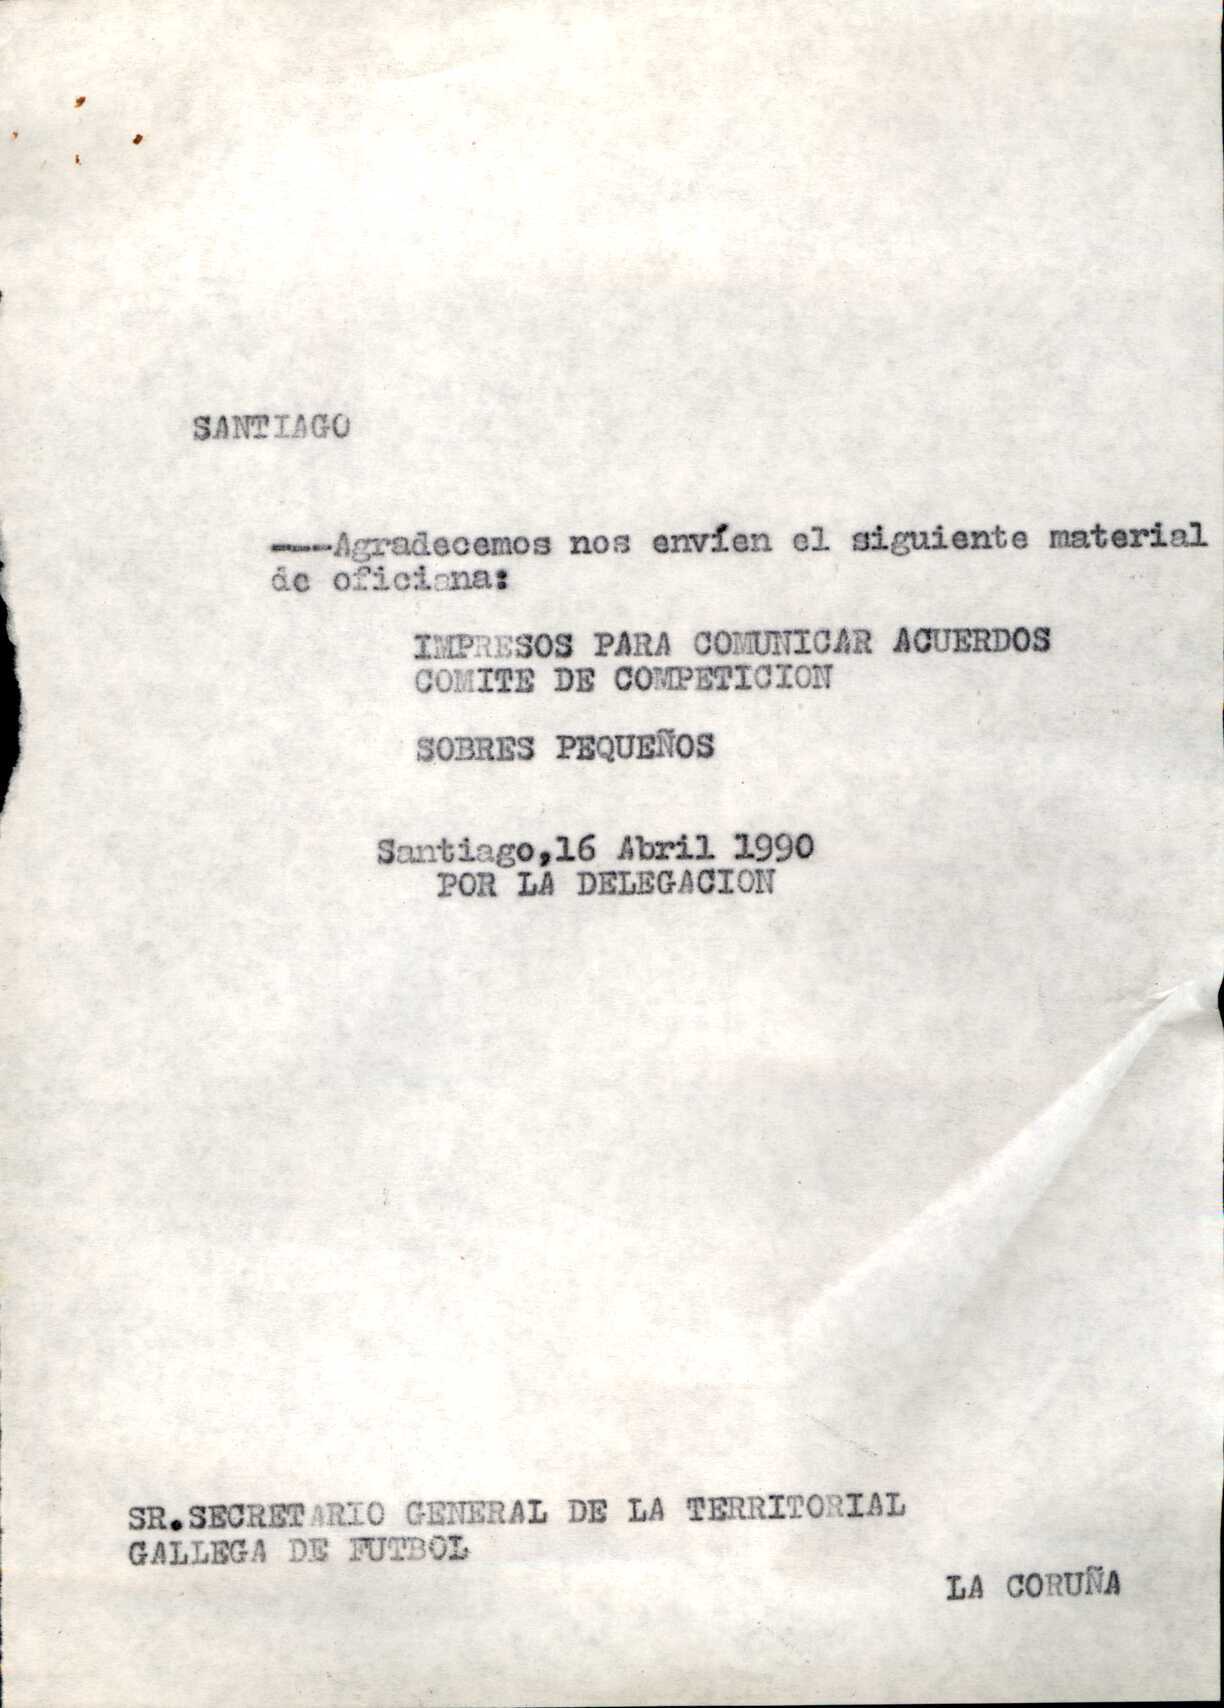 SANTIAGO
----Agradecemos nos envíen el siguiente material
de oficiana:
IMPRESOS PARA COMUNICAR ACUERDOS
COMITE DE COMPETICION
SOBRES PEQUEÑOS
Santiago,16 Abril 1990
POR LA DELEGACION
SR.SECRETARIO GENERAL DE LA TERRITORIAL
GALLEGA DE FUTBOL
LA CORUÑA